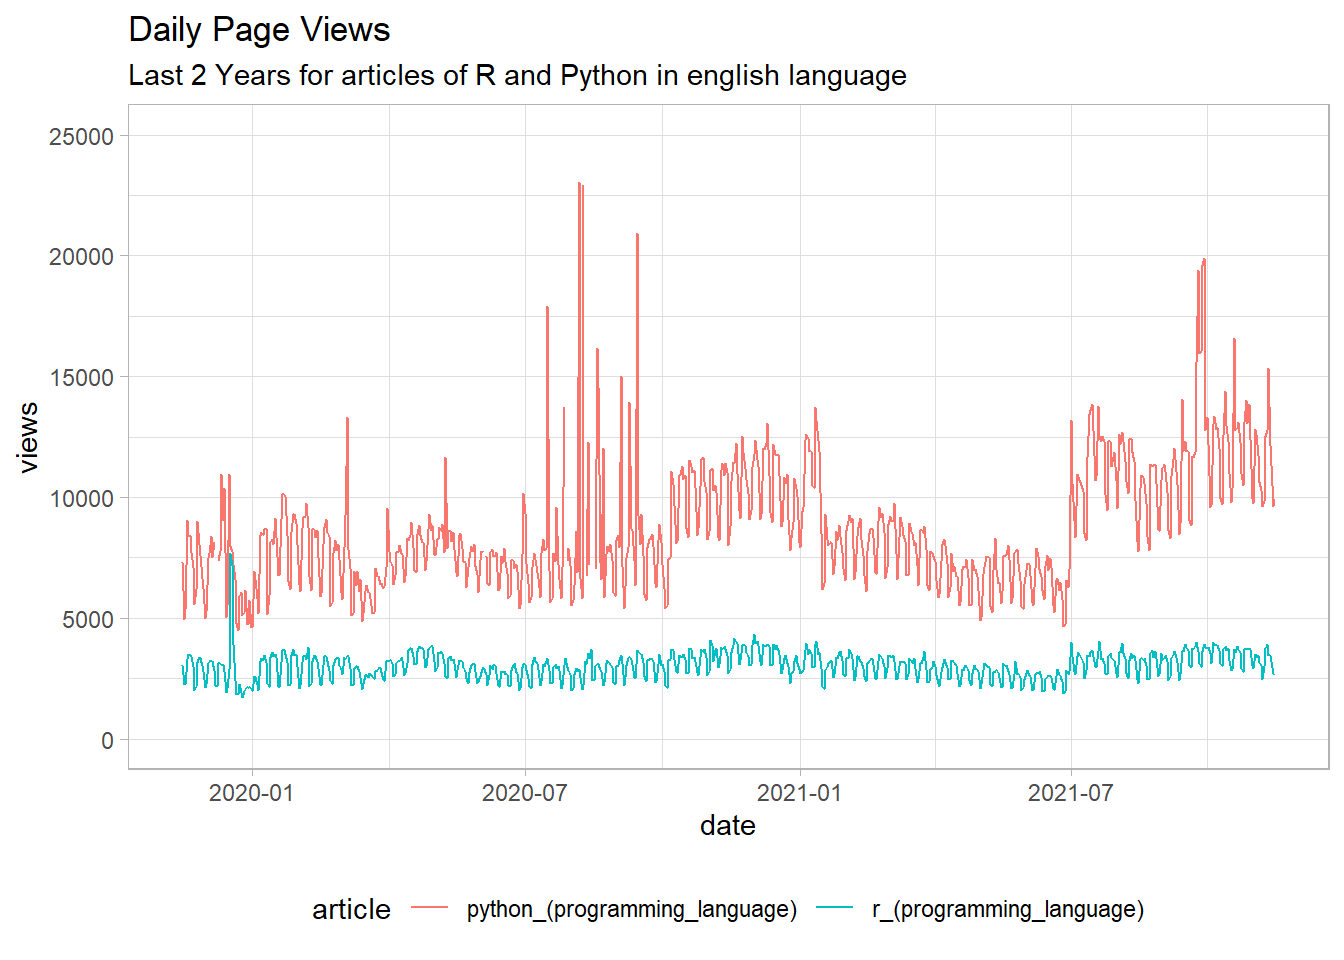 Daily Page Views
Last 2 Years for articles of R and Python in english language
25000
20000
15000
10000
5000
0
views
2020-01 2020-07 2021-01 2021-07
date
article python_(programming_language) r_(programming_language)